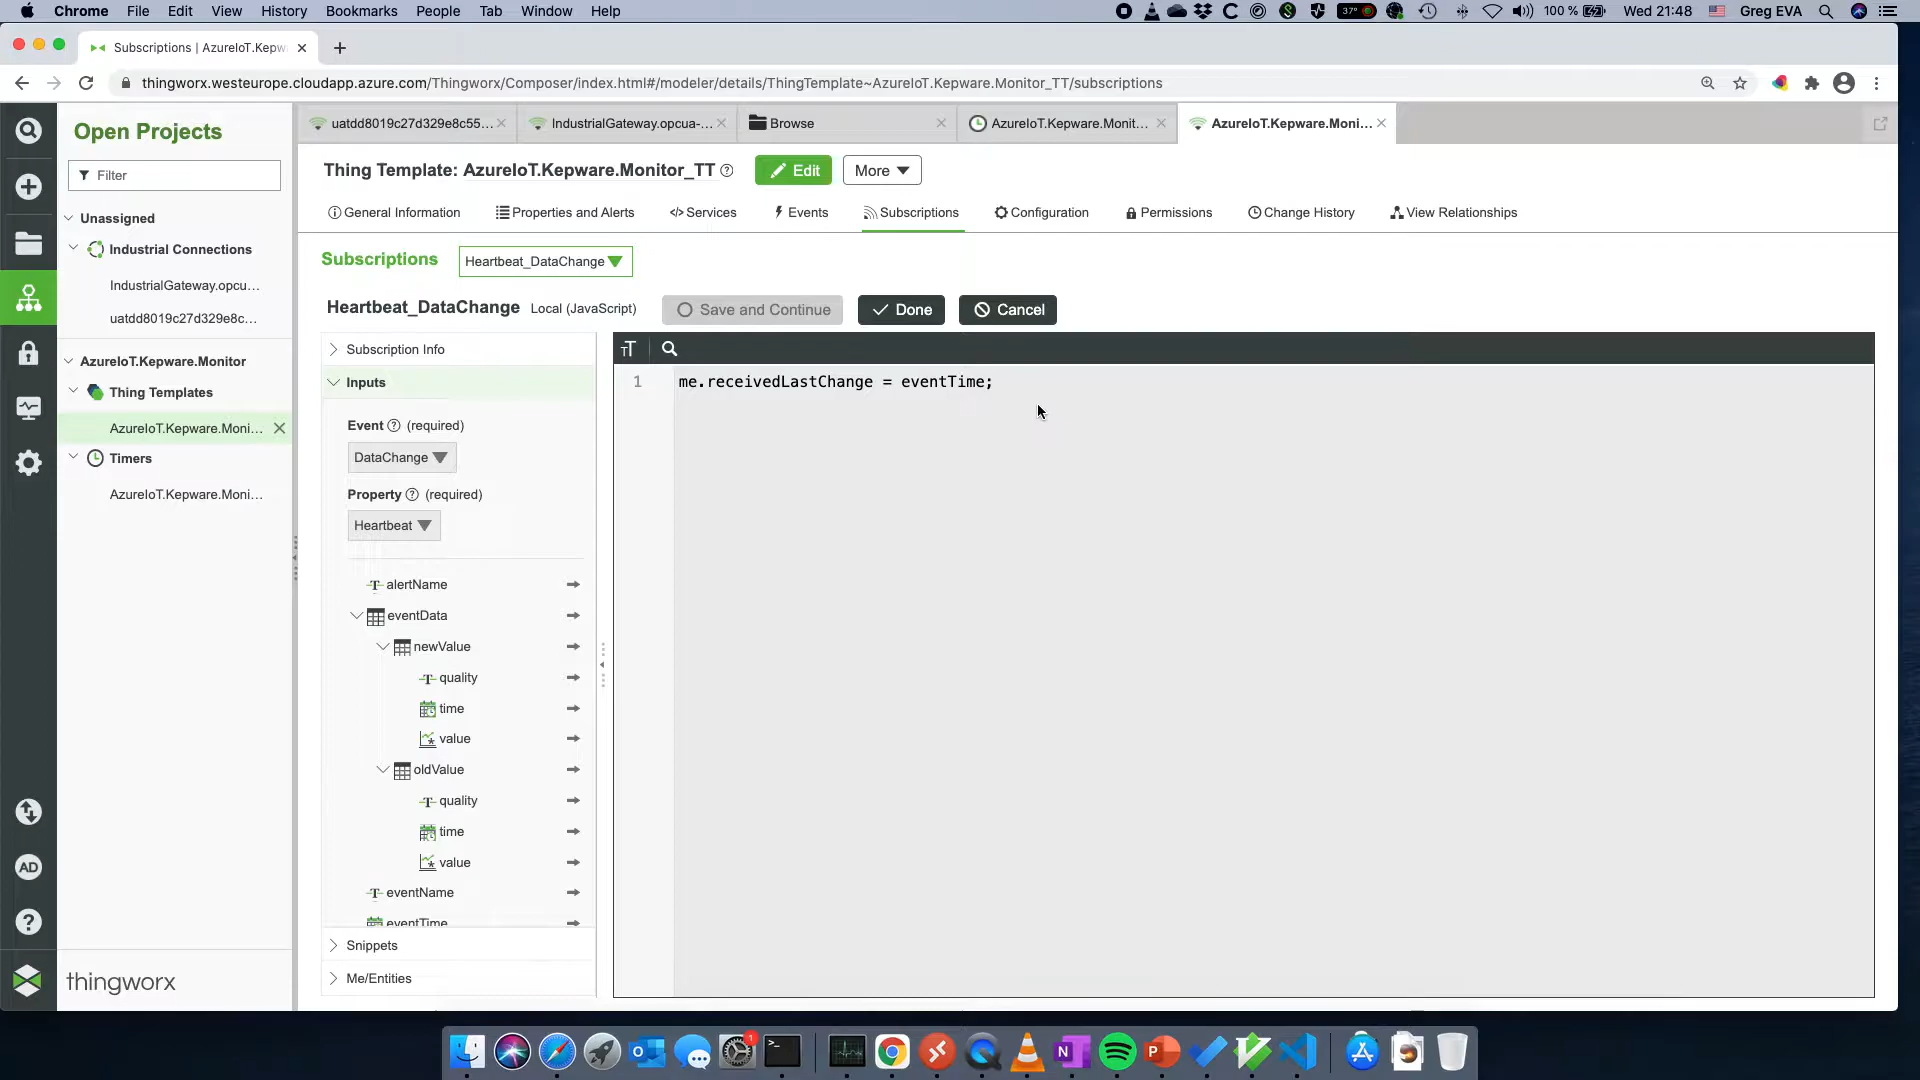 Chrome File Edit View History Bookmarks People Tab Window Help 37° 100 % Wed 21:48 Greg EVA
Subscriptions | AzureIoT.Kepw
thingworx.westeurope.cloudapp.azure.com/Thingworx/Composer/index.html#/modeler/details/ThingTemplate~AzureIoT.Kepware.Monitor_TT/subscriptions
Open Projects
Filter
Unassigned
Industrial Connections
IndustrialGateway.opcu...
uatdd8019c27d329e8c...
AzureIoT.Kepware.Monitor
Thing Templates
AzureIoT.Kepware.Moni...
Timers
AzureIoT.Kepware.Moni...
AD
thingworx
uatdd8019c27d329e8c55... IndustrialGateway.opcua-... Browse AzureIoT.Kepware.Monit... AzureIoT.Kepware.Moni...
Thing Template: AzureIoT.Kepware.Monitor_TT Edit More
General Information Properties and Alerts Services Events Subscriptions Configuration Permissions Change History View Relationships
Subscriptions Heartbeat_DataChange
Heartbeat_DataChange Local (JavaScript) Save and Continue Done Cancel
Subscription Info
Inputs
Event (required)
DataChange
Property (required)
Heartbeat
alertName
eventData
newValue
quality
time
value
oldValue
quality
time
value
eventName
eventTime
Snippets
Me/Entities
1 me.receivedLastChange = eventTime;
1